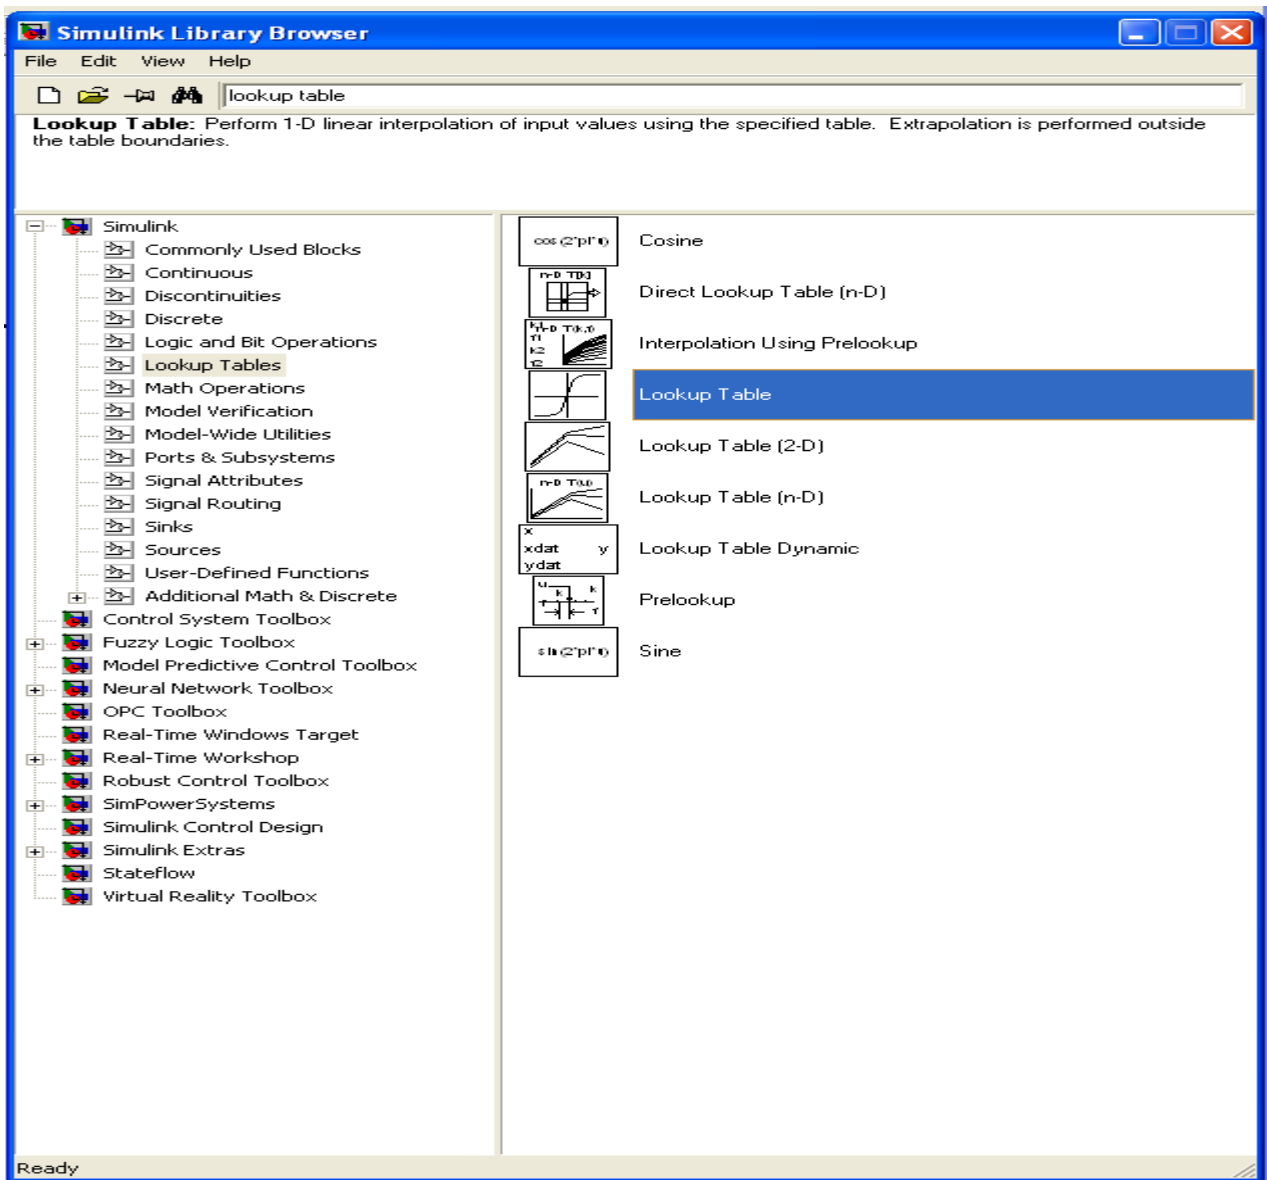 Simulink Library Browser
File Edit View Help
lookup table
Lookup Table: Perform 1-D linear interpolation of input values using the specified table. Extrapolation is performed outside
the table boundaries.
Simulink
Commonly Used Blocks
Continuous
Discontinuities
Discrete
Logic and Bit Operations
Lookup Tables
Math Operations
Model Verification
Model-Wide Utilities
Ports & Subsystems
Signal Attributes
Signal Routing
Sinks
Sources
User-Defined Functions
Additional Math & Discrete
Control System Toolbox
Fuzzy Logic Toolbox
Model Predictive Control Toolbox
Neural Network Toolbox
OPC Toolbox
Real-Time Windows Target
Real-Time Workshop
Robust Control Toolbox
SimPowerSystems
Simulink Control Design
Simulink Extras
Stateflow
Virtual Reality Toolbox
cos(2*pi*u) Cosine
n-D T[k] Direct Lookup Table (n-D)
Interpolation Using Prelookup
Lookup Table
Lookup Table (2-D)
n-D T(u) Lookup Table (n-D)
x
xdat y
ydat
Lookup Table Dynamic
u k
f
Prelookup
sin(2*pi*u) Sine
Ready